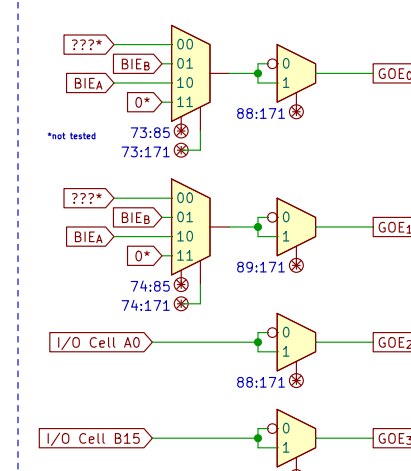 ???*
00
BIEB
01
0
BIEA
10
1
GOE0
0*
11
88:171
*not tested
73:85
73:171
???*
00
BIEB
01
0
BIEA
10
1
GOE1
0*
11
89:171
74:85
74:171
0
I/O Cell A0
1
GOE2
88:171
0
I/O Cell B15
1
GOE3